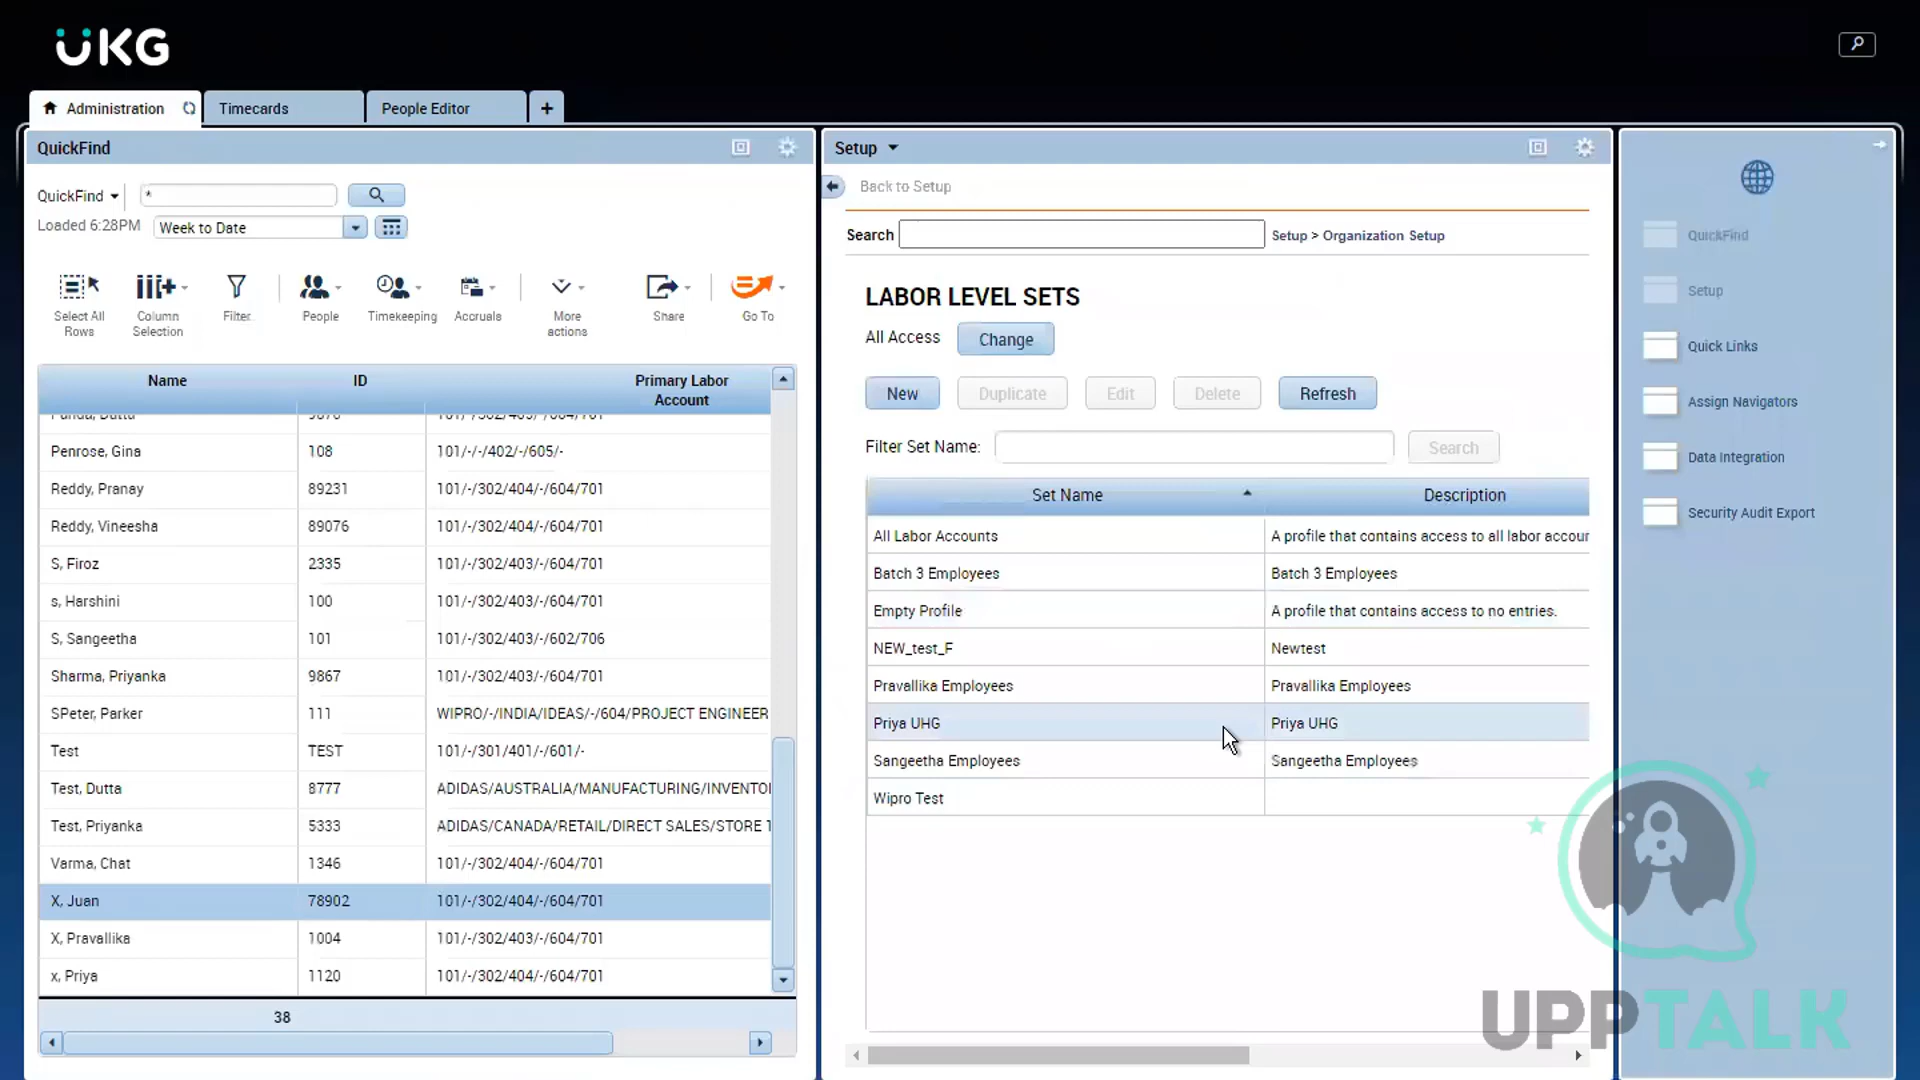 UKG
Administration
Timecards
People Editor
+
QuickFind
QuickFind
*
Loaded 6:28PM
Week to Date
Select All
Rows
Column
Selection
Filter
People
Timekeeping
Accruals
More
actions
Share
Go To
Name
ID
Primary Labor
Account
Penrose, Gina
108
101/-/-/402/-/605/-
Reddy, Pranay
89231
101/-/302/404/-/604/701
Reddy, Vineesha
89076
101/-/302/404/-/604/701
S, Firoz
2335
101/-/302/403/-/604/701
s, Harshini
100
101/-/302/403/-/604/701
S, Sangeetha
101
101/-/302/403/-/602/706
Sharma, Priyanka
9867
101/-/302/403/-/604/701
SPeter, Parker
111
WIPRO/-/INDIA/IDEAS/-/604/PROJECT ENGINEER
Test
TEST
101/-/301/401/-/601/-
Test, Dutta
8777
ADIDAS/AUSTRALIA/MANUFACTURING/INVENTO
Test, Priyanka
5333
ADIDAS/CANADA/RETAIL/DIRECT SALES/STORE 1
Varma, Chat
1346
101/-/302/404/-/604/701
X, Juan
78902
101/-/302/404/-/604/701
X, Pravallika
1004
101/-/302/403/-/604/701
x, Priya
1120
101/-/302/404/-/604/701
38
Setup
Back to Setup
Search
Setup > Organization Setup
LABOR LEVEL SETS
All Access
Change
New
Duplicate
Edit
Delete
Refresh
Filter Set Name:
Search
Set Name
Description
All Labor Accounts
A profile that contains access to all labor accour
Batch 3 Employees
Batch 3 Employees
Empty Profile
A profile that contains access to no entries.
NEW_test_F
Newtest
Pravallika Employees
Pravallika Employees
Priya UHG
Priya UHG
Sangeetha Employees
Sangeetha Employees
Wipro Test
QuickFind
Setup
Quick Links
Assign Navigators
Data Integration
Security Audit Export
UPPTALK